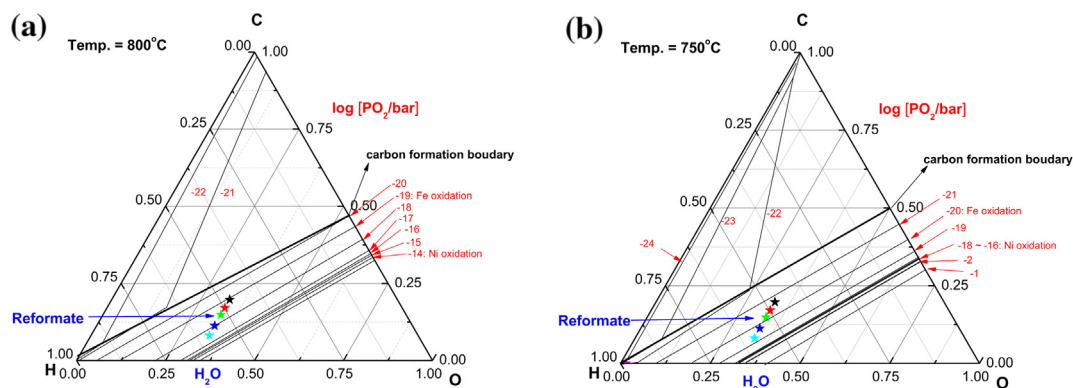 (a)
Temp. = 800°C
C
0.00
1.00
log [PO2/bar]
0.25
0.75
carbon formation boudary
-22
-21
-20
-19: Fe oxidation
-18
-17
-16
-15
-14: Ni oxidation
0.50
0.50
0.75
0.25
Reformate
1.00
0.00
H
0.00
0.25
H2O
0.50
0.75
1.00
O
(b)
Temp. = 750°C
C
0.00
1.00
log [PO2/bar]
0.25
0.75
carbon formation boudary
-21
-20: Fe oxidation
-19
-18 ~ -16: Ni oxidation
-2
-1
0.50
0.50
-24
-23
-22
0.75
0.25
Reformate
1.00
0.00
H
0.00
0.25
H2O
0.50
0.75
1.00
O